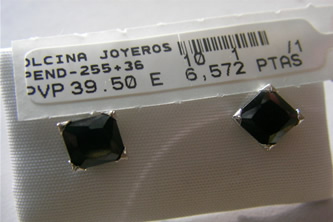 OLCINA JOYEROS
PEND-255+36 10 1 /1
PVP 39.50 E 6,572 PTAS